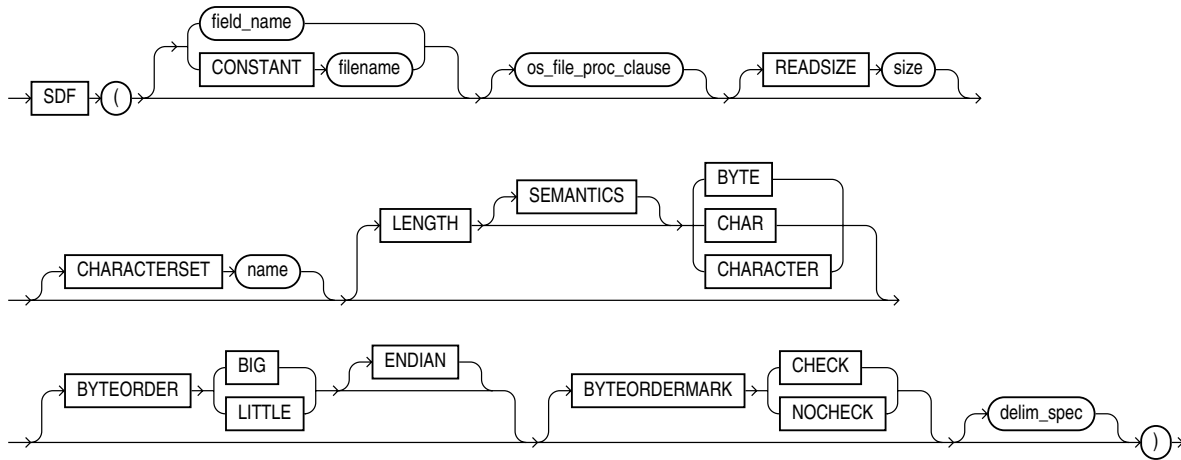 field_name
CONSTANT filename os_file_proc_clause READSIZE size
SDF (
BYTE
SEMANTICS
LENGTH CHAR
CHARACTERSET name CHARACTER
BIG ENDIAN CHECK
BYTEORDER BYTEORDERMARK
LITTLE NOCHECK delim_spec
)